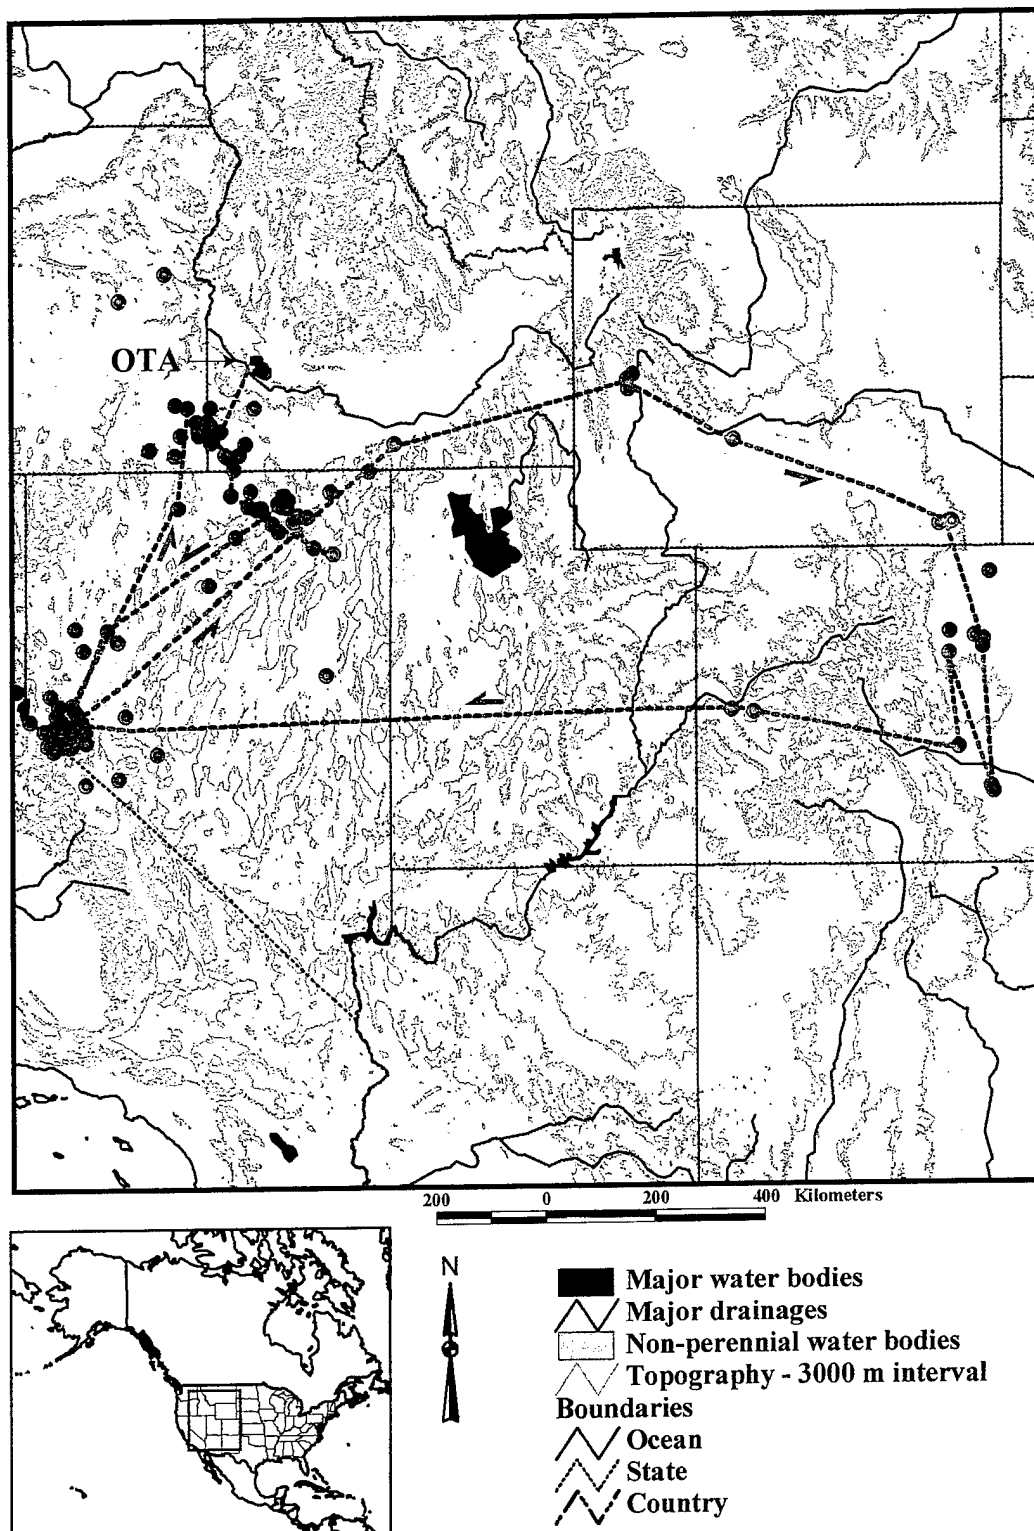 OTA
200 0 200 400 Kilometers
N
Major water bodies
Major drainages
Non-perennial water bodies
Topography - 3000 m interval
Boundaries
Ocean
State
Country